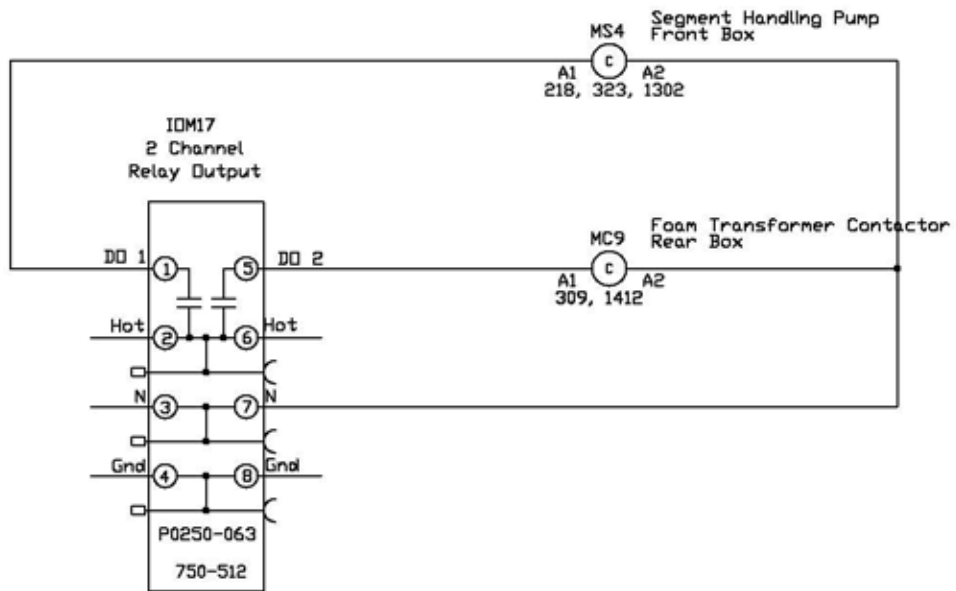 Segment Handling Pump
MS4 Front Box
C
A1 A2
218, 323, 1302
IOM17
2 Channel
Relay Output
Foam Transformer Contactor
MC9 Rear Box
DO 1 1 5 DO 2 C
A1 A2
309, 1412
Hot 2 6 Hot
N 3 7 N
Gnd 4 8 Gnd
P0250-063
750-512